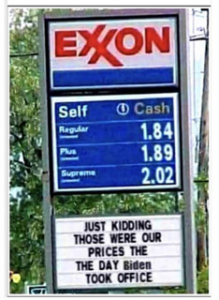 EXXON
Self Cash
Regular 1.84
Plus 1.89
Supreme 2.02
JUST KIDDING
THOSE WERE OUR
PRICES THE
THE DAY Biden
TOOK OFFICE